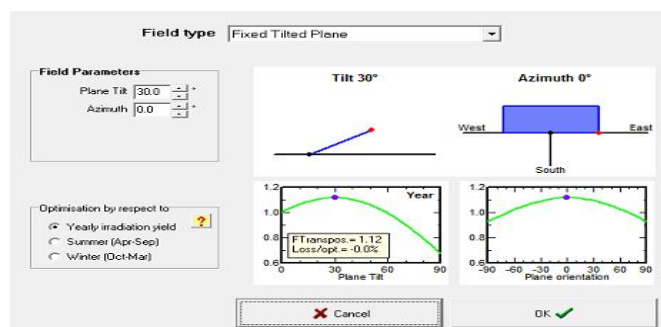 Field type Fixed Tilted Plane
Field Parameters
Plane Tilt 30.0 °
Azimuth 0.0 °
Tilt 30°
Azimuth 0°
West East
South
Optimisation by respect to
Yearly irradiation yield
Summer (Apr-Sep)
Winter (Oct-Mar)
?
1.2
1.0
0.8
0.6
Year
FTranspos.= 1.12
Loss/opt.= -0.0%
0 30 60 90
Plane Tilt
1.2
1.0
0.8
0.6
-90 -60 -30 0 30 60 90
Plane orientation
Cancel
OK